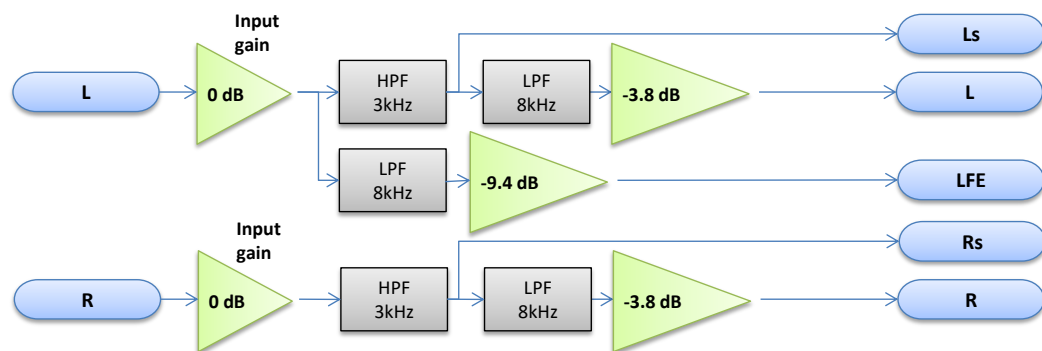 Input
gain
Ls
L
0 dB
HPF
3kHz
LPF
8kHz
-3.8 dB
L
LPF
8kHz
-9.4 dB
LFE
Input
gain
Rs
R
0 dB
HPF
3kHz
LPF
8kHz
-3.8 dB
R